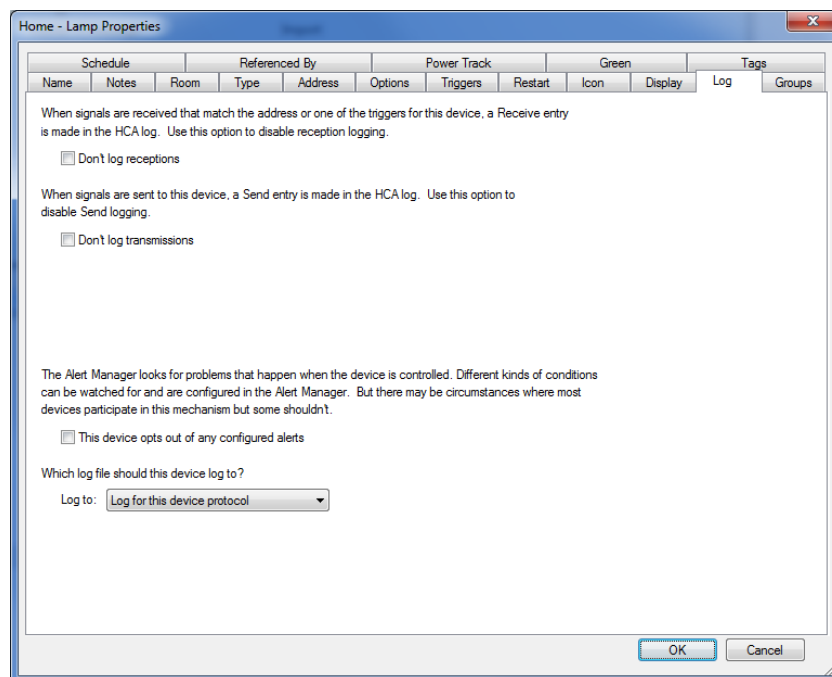 Home - Lamp Properties
Schedule Referenced By Power Track Green Tags
Name Notes Room Type Address Options Triggers Restart Icon Display Log Groups
When signals are received that match the address or one of the triggers for this device, a Receive entry
is made in the HCA log. Use this option to disable reception logging.
Don't log receptions
When signals are sent to this device, a Send entry is made in the HCA log. Use this option to
disable Send logging.
Don't log transmissions
The Alert Manager looks for problems that happen when the device is controlled. Different kinds of conditions
can be watched for and are configured in the Alert Manager. But there may be circumstances where most
devices participate in this mechanism but some shouldn't.
This device opts out of any configured alerts
Which log file should this device log to?
Log to: Log for this device protocol
OK Cancel